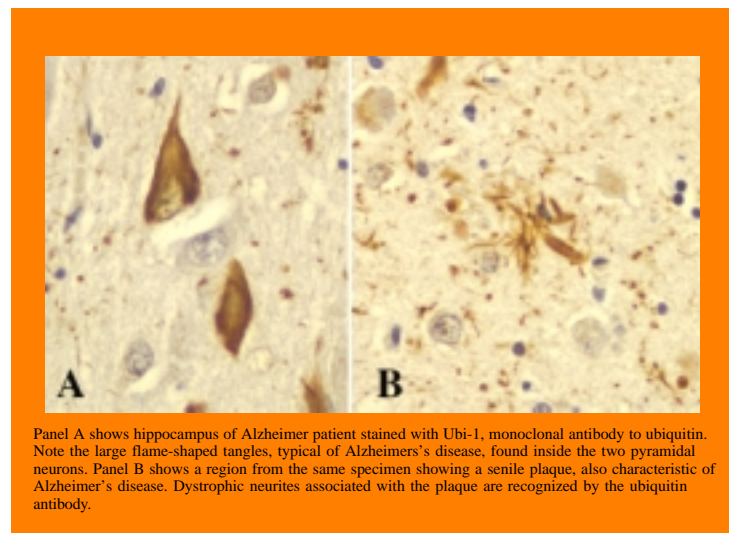 A
B
Panel A shows hippocampus of Alzheimer patient stained with Ubi-1, monoclonal antibody to ubiquitin.
Note the large flame-shaped tangles, typical of Alzheimers's disease, found inside the two pyramidal
neurons. Panel B shows a region from the same specimen showing a senile plaque, also characteristic of
Alzheimer's disease. Dystrophic neurites associated with the plaque are recognized by the ubiquitin
antibody.